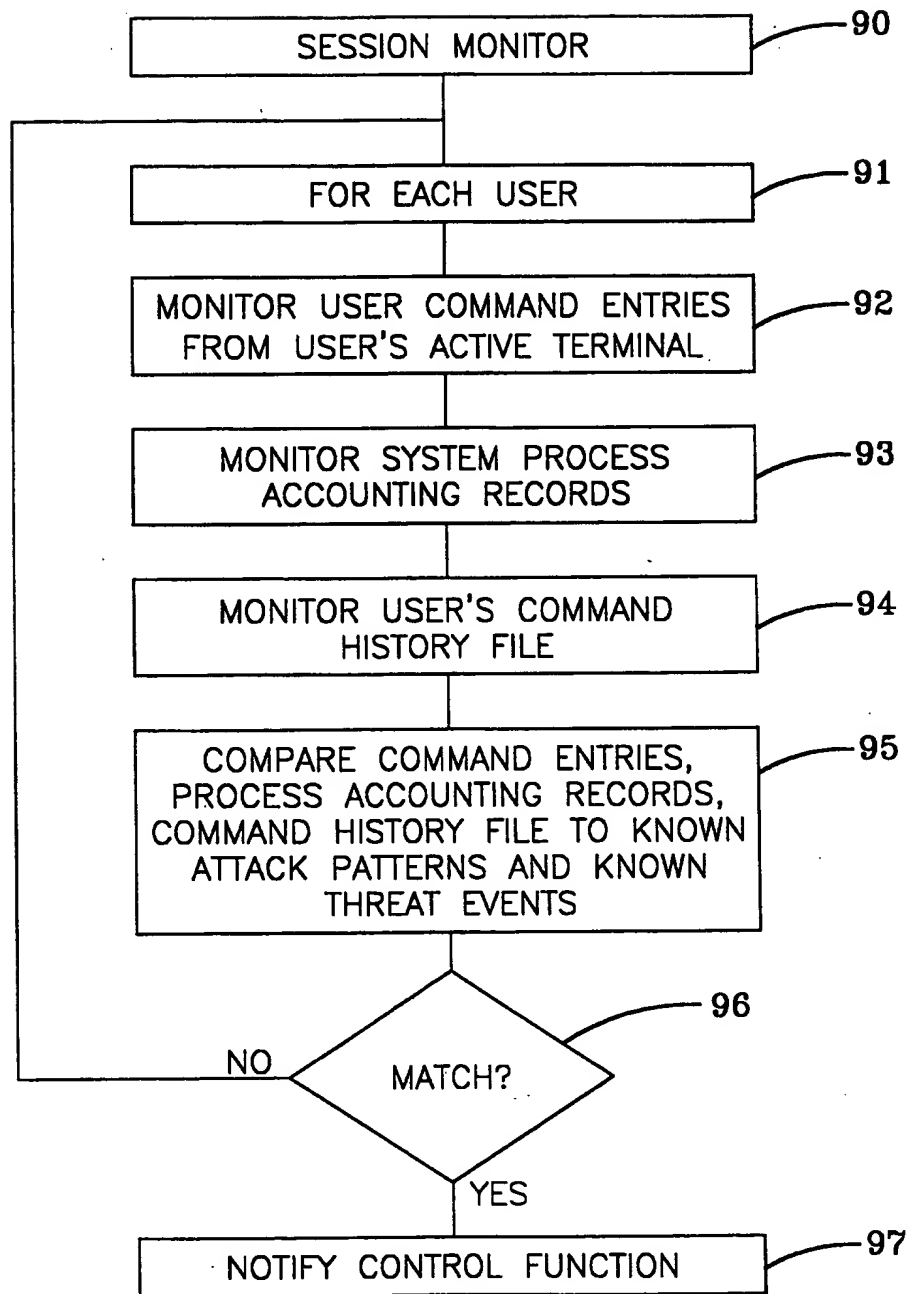 SESSION MONITOR
90
FOR EACH USER
91
MONITOR USER COMMAND ENTRIES
FROM USER'S ACTIVE TERMINAL
92
MONITOR SYSTEM PROCESS
ACCOUNTING RECORDS
93
MONITOR USER'S COMMAND
HISTORY FILE
94
COMPARE COMMAND ENTRIES,
PROCESS ACCOUNTING RECORDS,
COMMAND HISTORY FILE TO KNOWN
ATTACK PATTERNS AND KNOWN
THREAT EVENTS
95
MATCH?
96
NO
YES
NOTIFY CONTROL FUNCTION
97